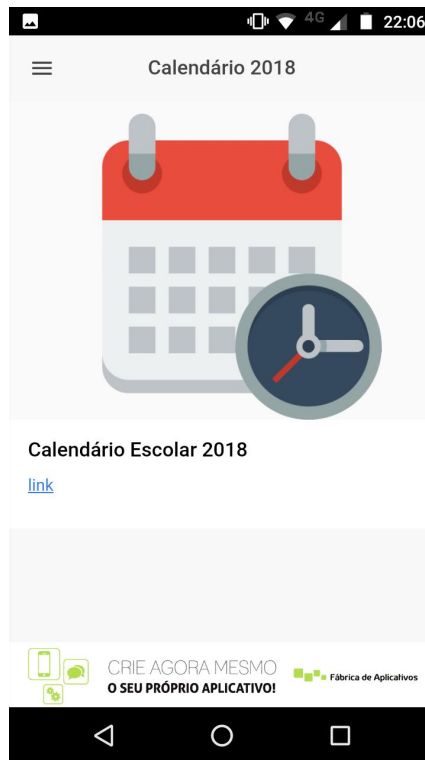 4G 22:06
Calendário 2018
Calendário Escolar 2018
link
CRIE AGORA MESMO
O SEU PRÓPRIO APLICATIVO!
Fábrica de Aplicativos